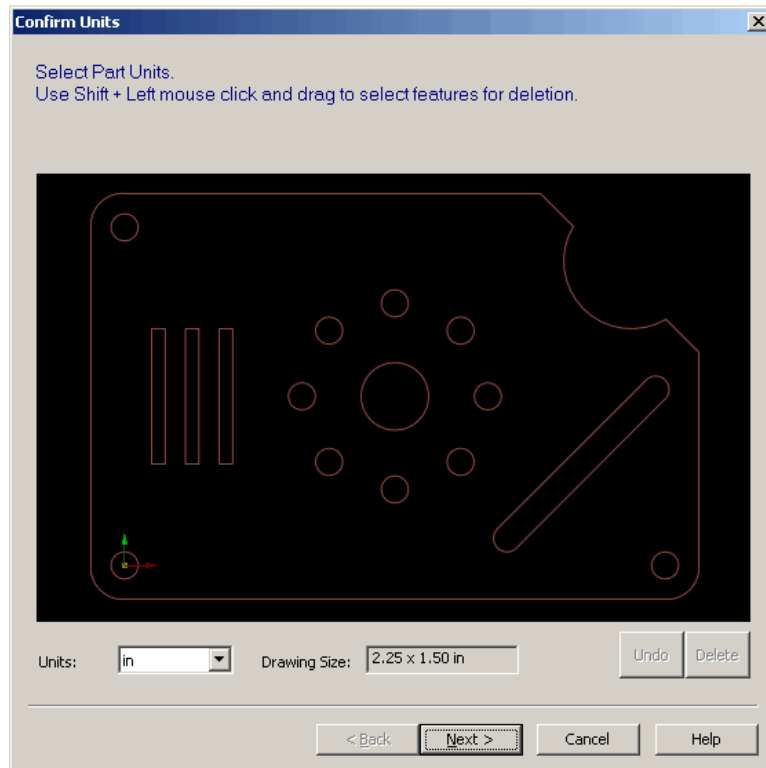 Confirm Units
Select Part Units.
Use Shift + Left mouse click and drag to select features for deletion.
Units: in Drawing Size: 2.25 x 1.50 in Undo Delete
< Back Next > Cancel Help